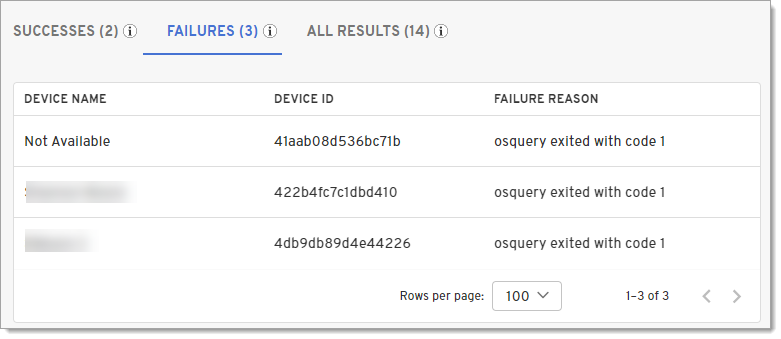 SUCCESSES (2) FAILURES (3) ALL RESULTS (14)
DEVICE NAME DEVICE ID FAILURE REASON
Not Available 41aab08d536bc71b osquery exited with code 1
422b4fc7c1dbd410 osquery exited with code 1
4db9db89d4e44226 osquery exited with code 1
Rows per page: 100 1–3 of 3